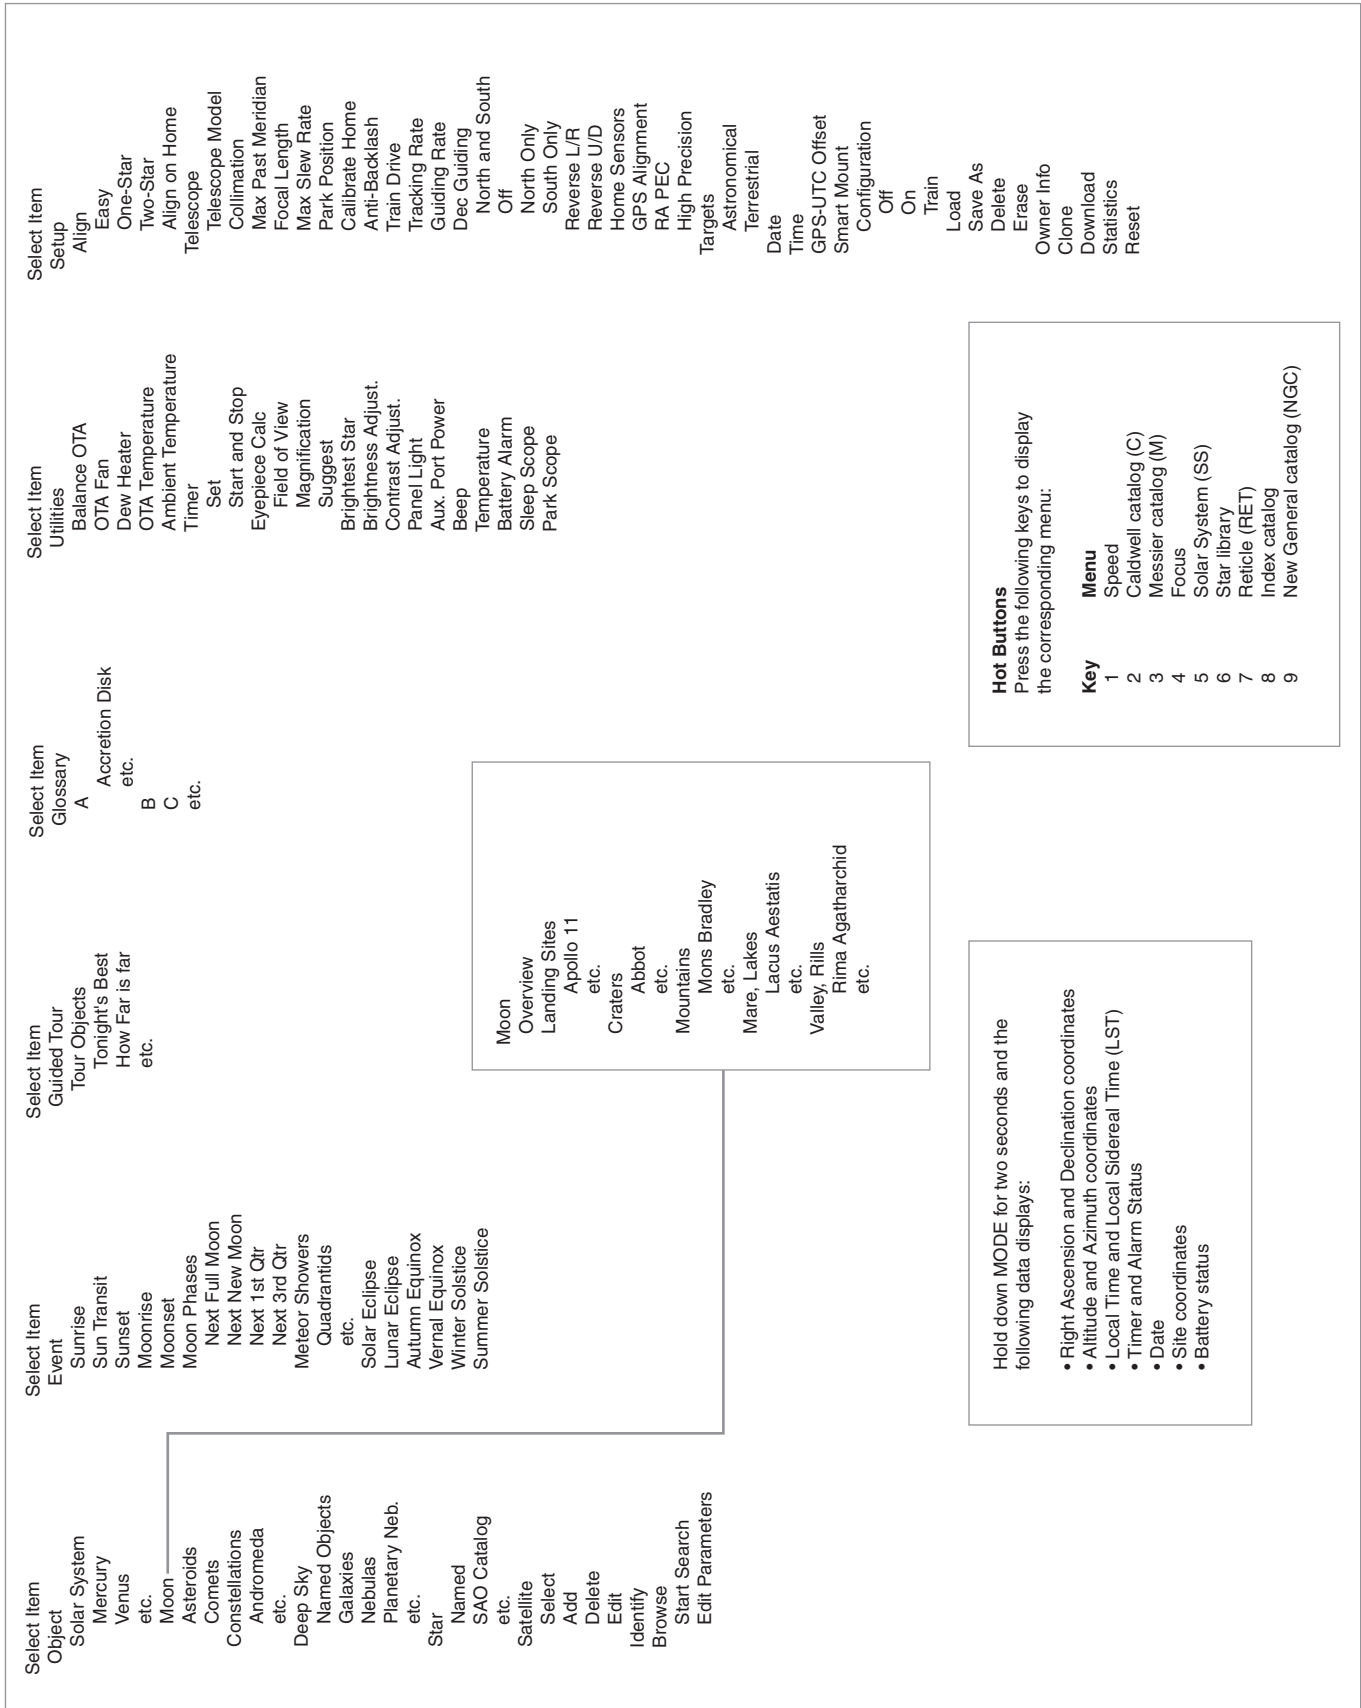 Select Item
Object
Solar System
Mercury
Venus
etc.
Moon
Asteroids
Comets
Constellations
Andromeda
etc.
Deep Sky
Named Objects
Galaxies
Nebulas
Planetary Neb.
etc.
Star
Named
SAO Catalog
etc.
Satellite
Select
Add
Delete
Edit
Identify
Browse
Start Search
Edit Parameters
Select Item
Event
Sunrise
Sun Transit
Sunset
Moonrise
Moonset
Moon Phases
Next Full Moon
Next New Moon
Next 1st Qtr
Next 3rd Qtr
Meteor Showers
Quadrantids
etc.
Solar Eclipse
Lunar Eclipse
Autumn Equinox
Vernal Equinox
Winter Solstice
Summer Solstice
Select Item
Guided Tour
Tour Objects
Tonight's Best
How Far is far
etc.
Select Item
Glossary
A
Accretion Disk
etc.
B
C
etc.
Select Item
Utilities
Balance OTA
OTA Fan
Dew Heater
OTA Temperature
Ambient Temperature
Timer
Set
Start and Stop
Eyepiece Calc
Field of View
Magnification
Suggest
Brightest Star
Brightness Adjust.
Contrast Adjust.
Panel Light
Aux. Port Power
Beep
Temperature
Battery Alarm
Sleep Scope
Park Scope
Select Item
Setup
Align
Easy
One-Star
Two-Star
Align on Home
Telescope
Telescope Model
Collimation
Max Past Meridian
Focal Length
Max Slew Rate
Park Position
Calibrate Home
Anti-Backlash
Train Drive
Tracking Rate
Guiding Rate
Dec Guiding
North and South
Off
North Only
South Only
Reverse L/R
Reverse U/D
Home Sensors
GPS Alignment
RA PEC
High Precision
Targets
Astronomical
Terrestrial
Date
Time
GPS-UTC Offset
Smart Mount
Configuration
Off
On
Train
Load
Save As
Delete
Erase
Owner Info
Clone
Download
Statistics
Reset
Moon
Overview
Landing Sites
Apollo 11
etc.
Craters
Abbot
etc.
Mountains
Mons Bradley
etc.
Mare, Lakes
Lacus Aestatis
etc.
Valley, Rills
Rima Agatharchid
etc.
Hold down MODE for two seconds and the
following data displays:
• Right Ascension and Declination coordinates
• Altitude and Azimuth coordinates
• Local Time and Local Sidereal Time (LST)
• Timer and Alarm Status
• Date
• Site coordinates
• Battery status
Hot Buttons
Press the following keys to display
the corresponding menu:
Key Menu
1 Speed
2 Caldwell catalog (C)
3 Messier catalog (M)
4 Focus
5 Solar System (SS)
6 Star library
7 Reticle (RET)
8 Index catalog
9 New General catalog (NGC)